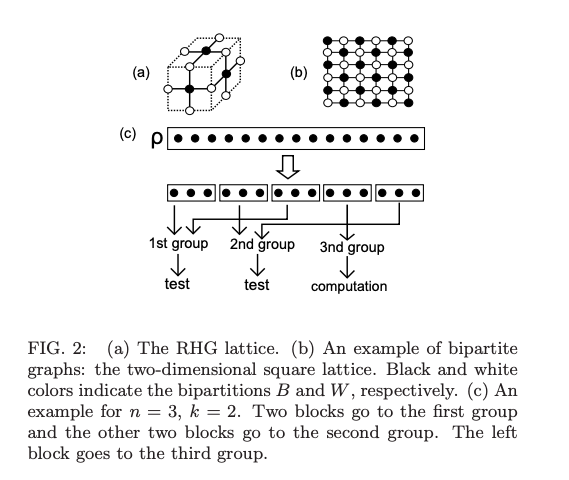 (a) (b)
(c) ρ
1st group 2nd group 3nd group
test test computation
FIG. 2: (a) The RHG lattice. (b) An example of bipartite
graphs: the two-dimensional square lattice. Black and white
colors indicate the bipartitions B and W, respectively. (c) An
example for n = 3, k = 2. Two blocks go to the first group
and the other two blocks go to the second group. The left
block goes to the third group.